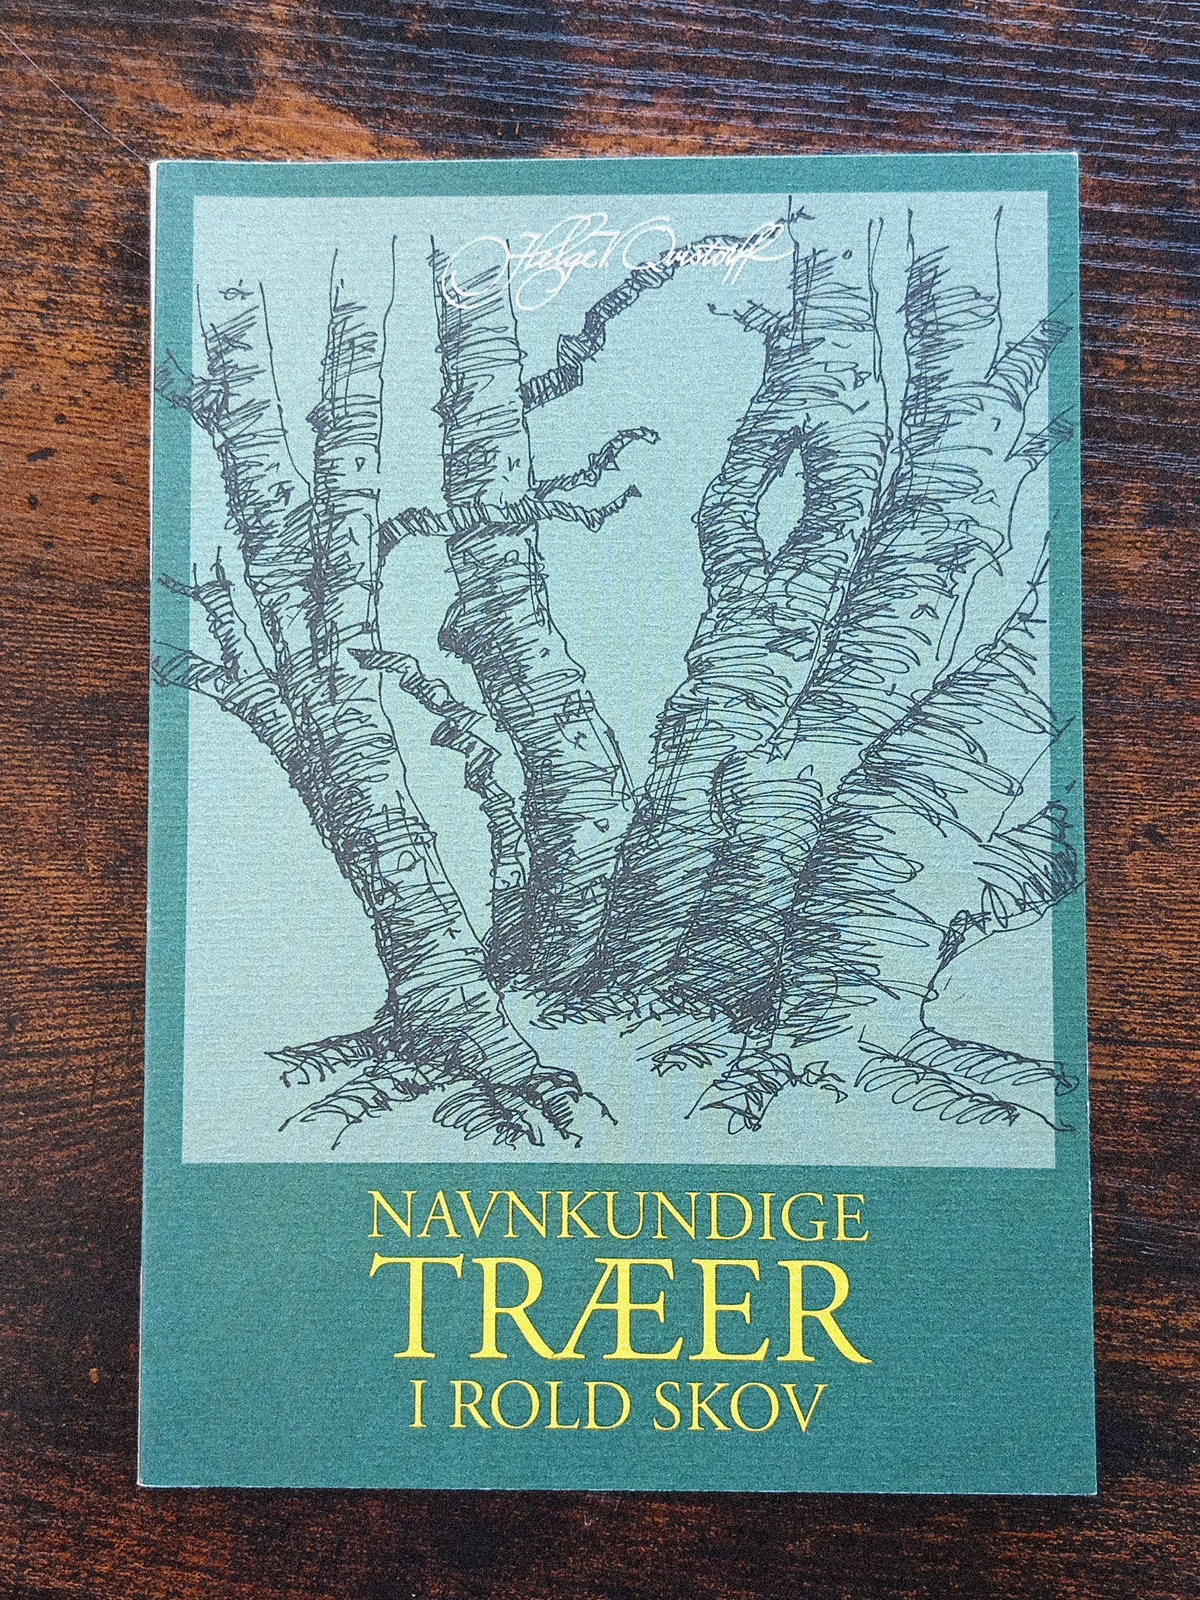 Helge V. Qvistorff
NAVNKUNDIGE
TRÆER
I ROLD SKOV